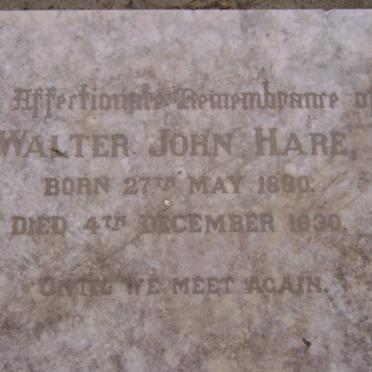 Affectionate Remembrance of
WALTER JOHN HARE,
BORN 27TH MAY 1880.
DIED 4TH DECEMBER 1930.
UNTIL WE MEET AGAIN.